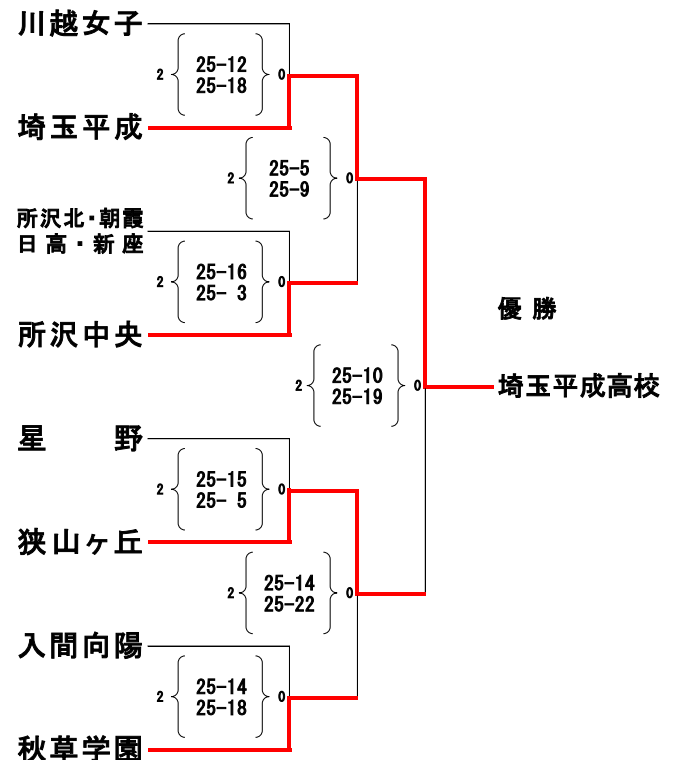 川越女子
2 25-12 0
25-18
埼玉平成
2 25-5 0
25-9
所沢北・朝霞
日高・新座
2 25-16 0
25- 3
所沢中央
優勝
2 25-10 0
25-19
埼玉平成高校
星野
2 25-15 0
25- 5
狭山ヶ丘
2 25-14 0
25-22
入間向陽
2 25-14 0
25-18
秋草学園